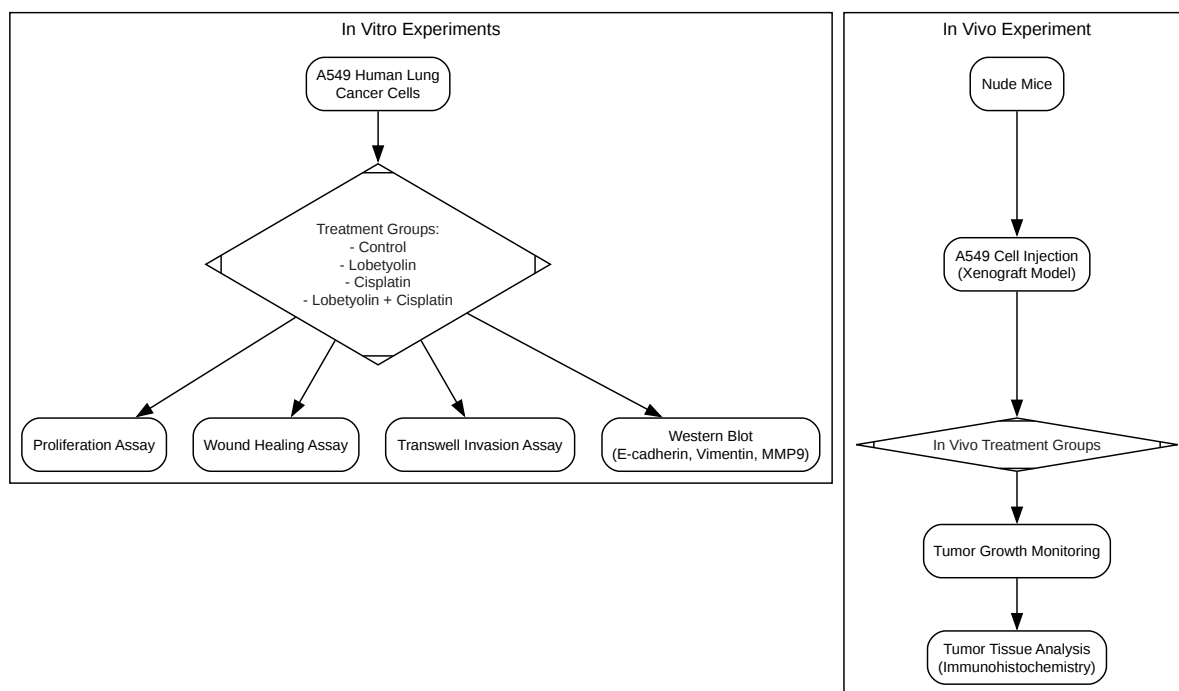 In Vitro Experiments
A549 Human Lung
Cancer Cells
Treatment Groups:
- Control
- Lobetyolin
- Cisplatin
- Lobetyolin + Cisplatin
Proliferation Assay
Wound Healing Assay
Transwell Invasion Assay
Western Blot
(E-cadherin, Vimentin, MMP9)
In Vivo Experiment
Nude Mice
A549 Cell Injection
(Xenograft Model)
In Vivo Treatment Groups
Tumor Growth Monitoring
Tumor Tissue Analysis
(Immunohistochemistry)